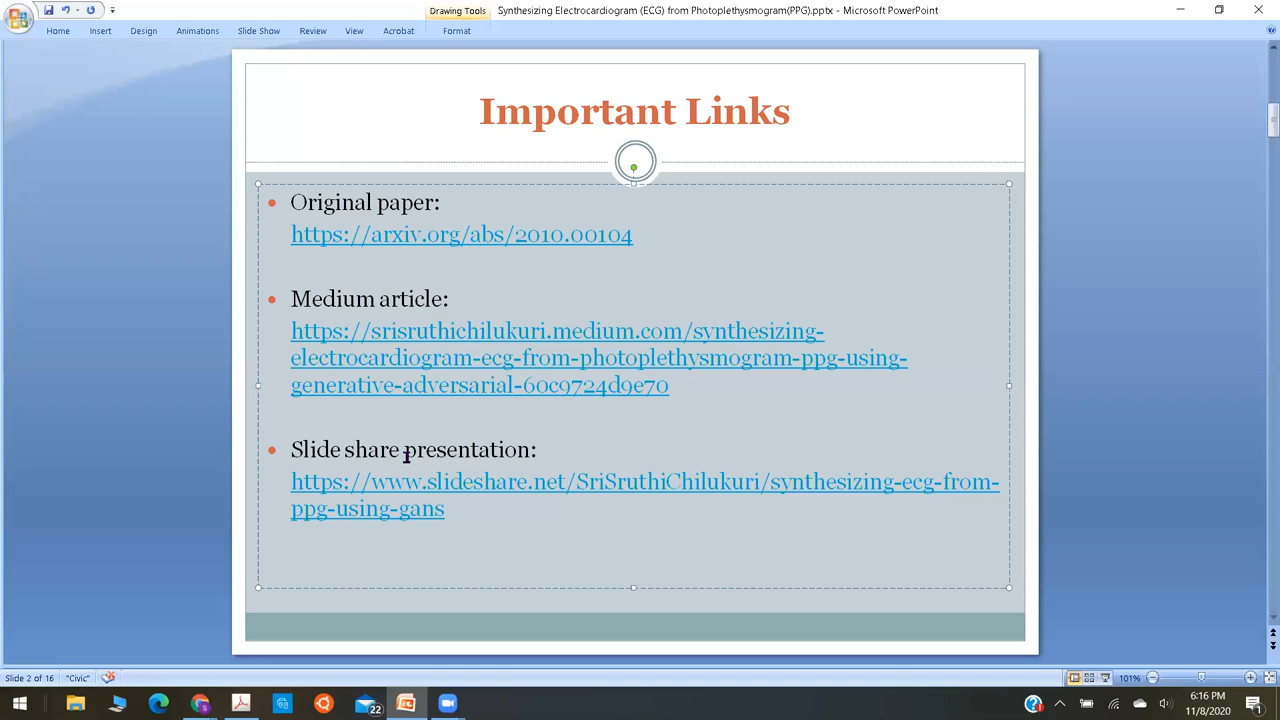 Drawing Tools
Synthesizing Electrocardiogram (ECG) from Photoplethysmogram(PPG).pptx - Microsoft PowerPoint
Home Insert Design Animations Slide Show Review View Acrobat Format
Important Links
Original paper:
https://arxiv.org/abs/2010.00104
Medium article:
https://srisruthichilukuri.medium.com/synthesizing-
electrocardiogram-ecg-from-photoplethysmogram-ppg-using-
generative-adversarial-60c9724d9e70
Slide share presentation:
https://www.slideshare.net/SriSruthiChilukuri/synthesizing-ecg-from-
ppg-using-gans
Slide 2 of 16 "Civic" 101%
22
6:16 PM
11/8/2020